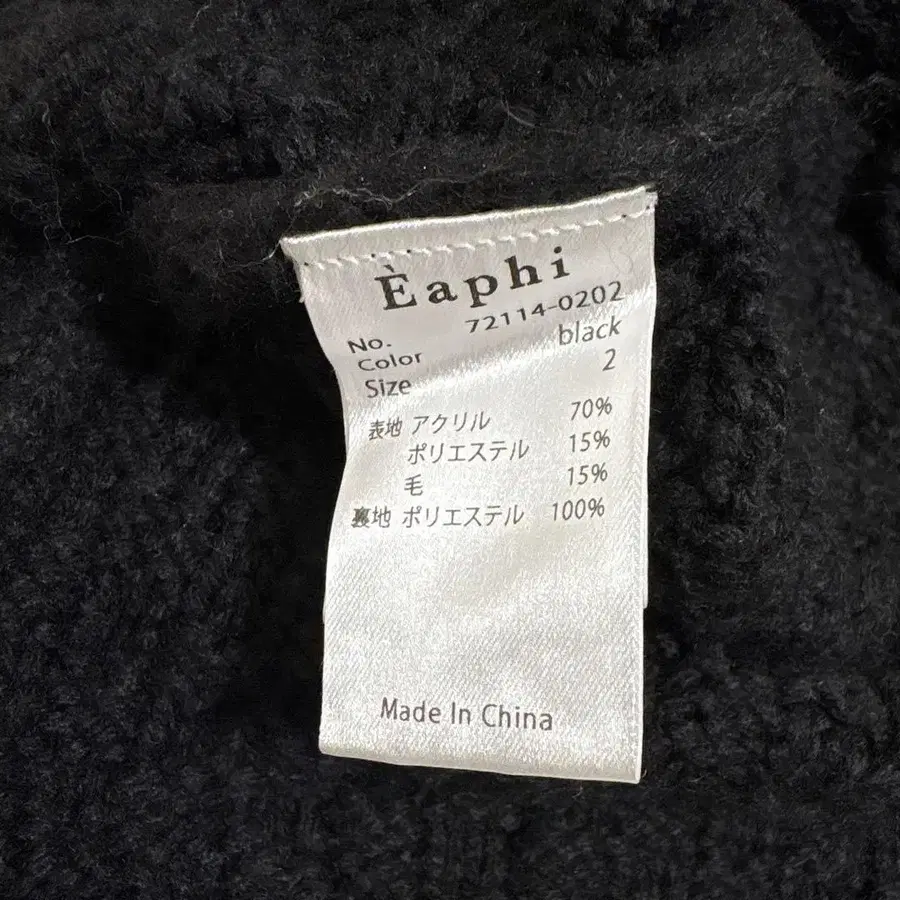 Èaphi
No. 72114-0202
Color black
Size 2
表地 アクリル 70%
ポリエステル 15%
毛 15%
裏地 ポリエステル 100%
Made In China